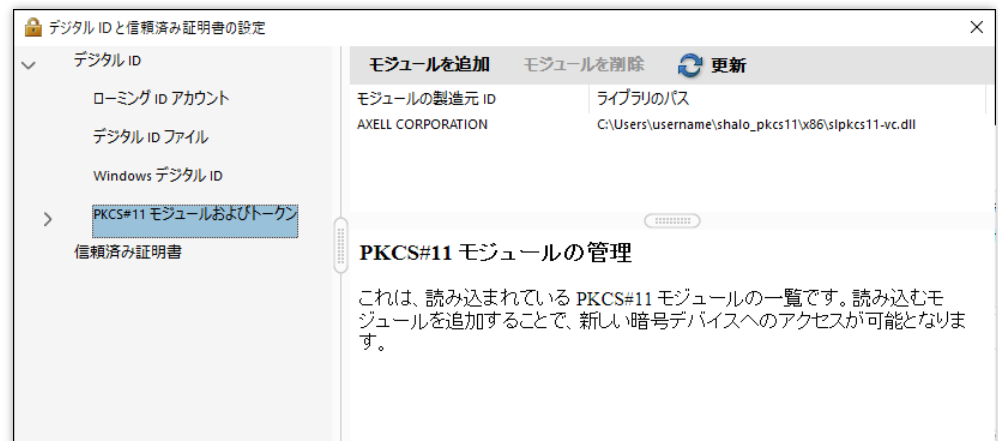 デジタル ID と信頼済み証明書の設定
デジタル ID
ローミング ID アカウント
デジタル ID ファイル
Windows デジタル ID
PKCS#11 モジュールおよびトークン
信頼済み証明書
モジュールを追加 モジュールを削除 更新
モジュールの製造元 ID ライブラリのパス
AXELL CORPORATION C:\Users\username\shalo_pkcs11\x86\slpkcs11-vc.dll
PKCS#11 モジュールの管理
これは、読み込まれている PKCS#11 モジュールの一覧です。読み込むモ
ジュールを追加することで、新しい暗号デバイスへのアクセスが可能となりま
す。